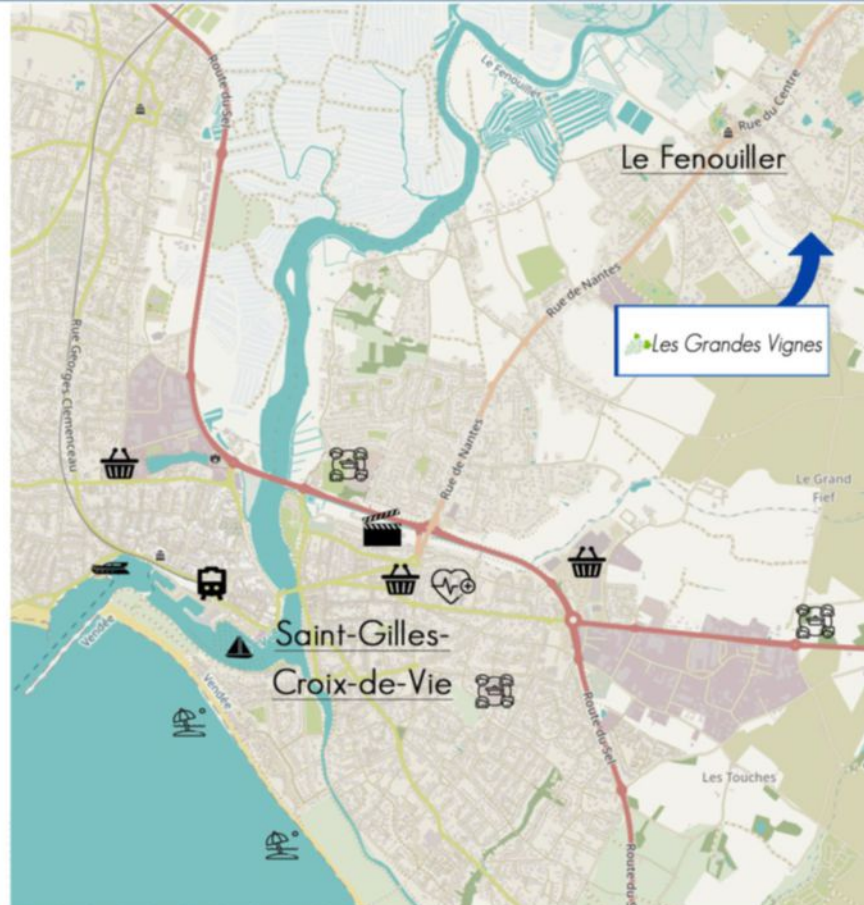 Route du Sel
Le Fenouiller
Rue du Centre
Le Fenouiller
Rue de Nantes
Les Grandes Vignes
Rue Georges Clemenceau
Rue de Nantes
Le Grand
Fief
Saint-Gilles-
Croix-de-Vie
Vendée
Vendée
Route du Sel
Les Touches
Route du